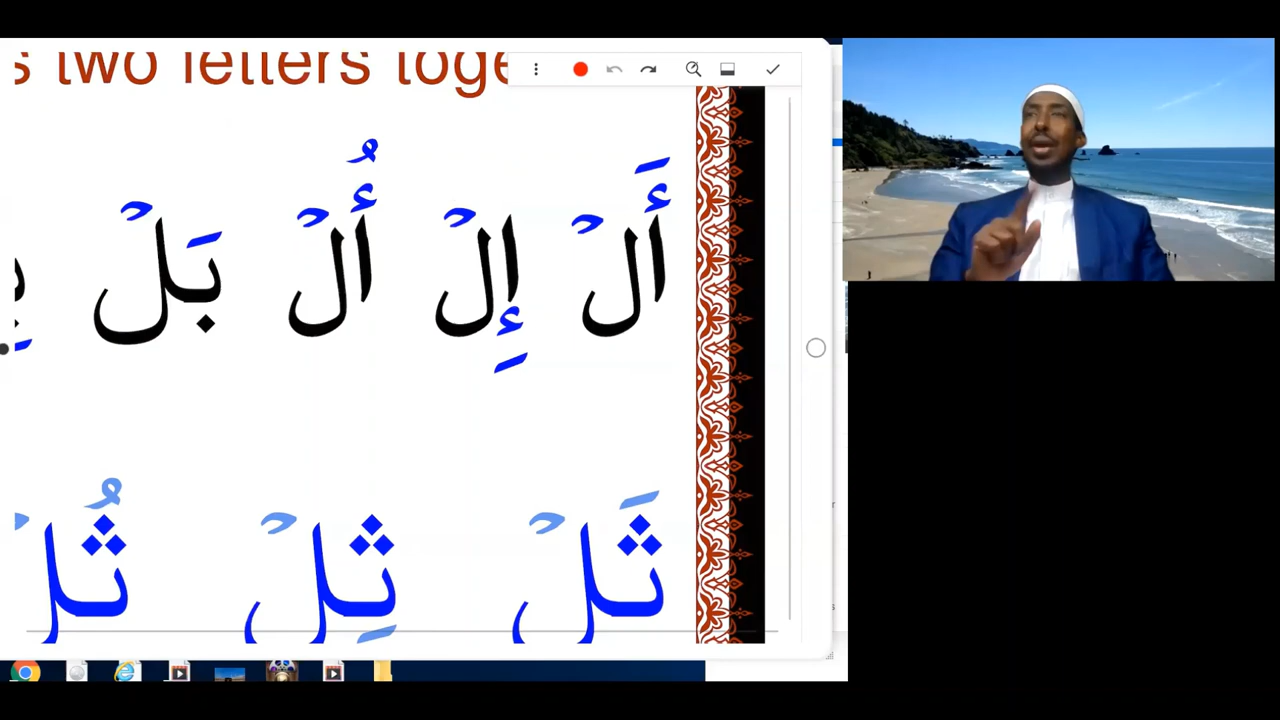 s two letters toge
أَلْ إِلْ أُلْ بَلْ
ثَلْ ثِلْ ثُلْ